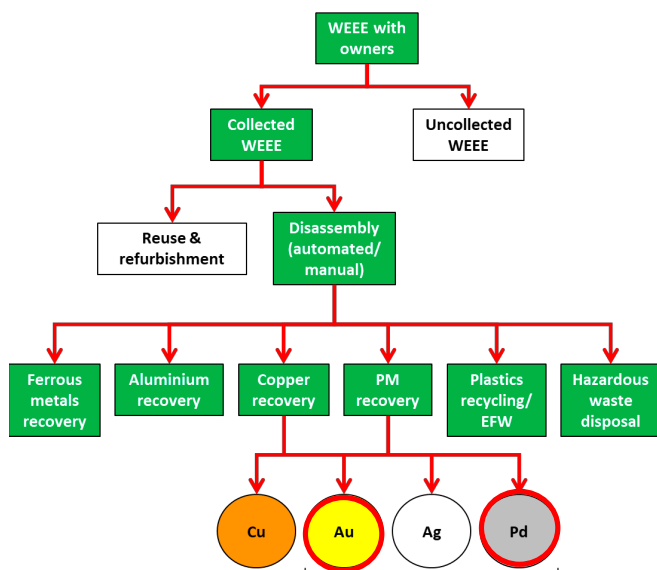 WEEE with
owners
Collected
WEEE
Uncollected
WEEE
Reuse &
refurbishment
Disassembly
(automated/
manual)
Ferrous
metals
recovery
Aluminium
recovery
Copper
recovery
PM
recovery
Plastics
recycling/
EFW
Hazardous
waste
disposal
Cu
Au
Ag
Pd